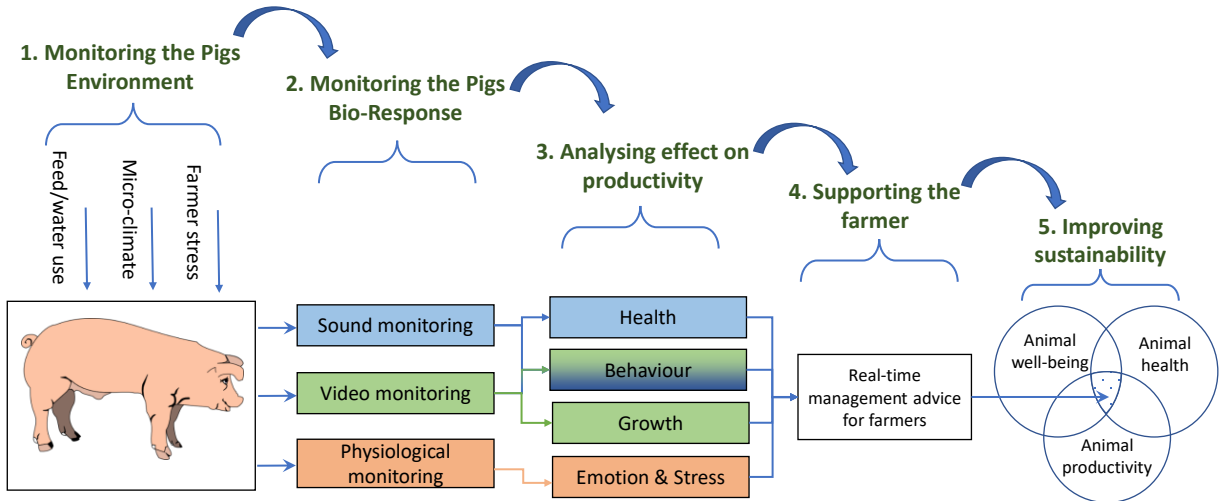 1. Monitoring the Pigs
Environment
2. Monitoring the Pigs
Bio-Response
3. Analysing effect on
productivity
4. Supporting the
farmer
5. Improving
sustainability
Feed/water use
Micro-climate
Farmer stress
Sound monitoring
Video monitoring
Physiological
monitoring
Health
Behaviour
Growth
Emotion & Stress
Real-time
management advice
for farmers
Animal
well-being
Animal
health
Animal
productivity